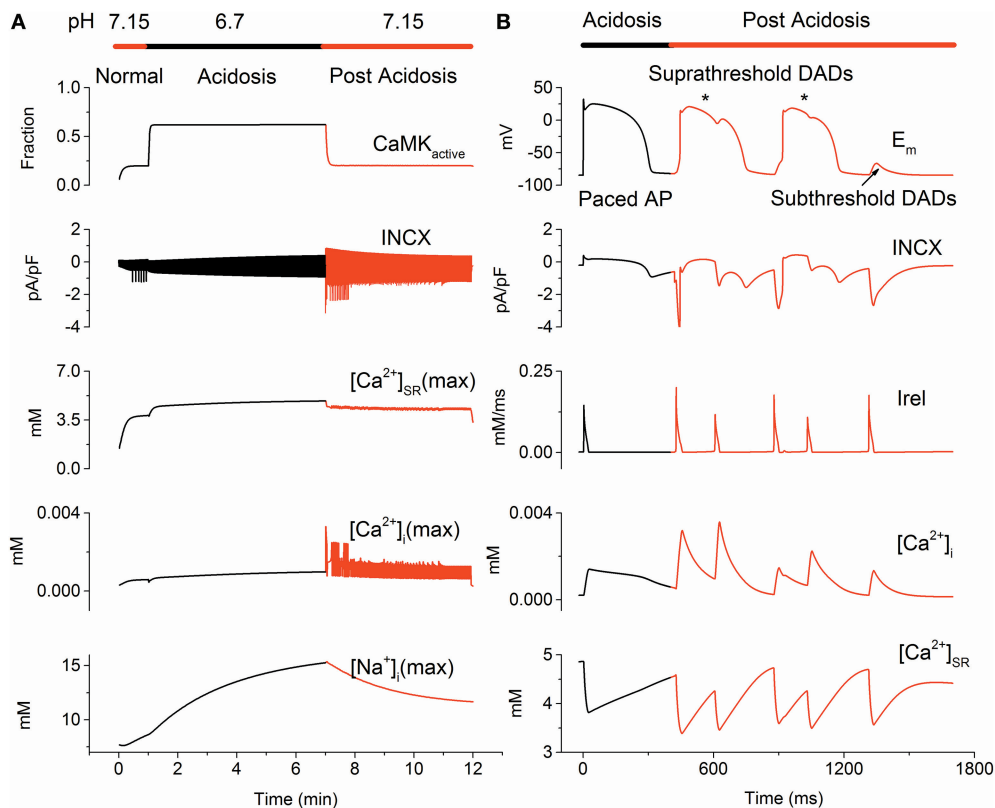 A
pH 7.15 6.7 7.15
Normal Acidosis Post Acidosis
1.0
0.5
0.0
Fraction
CaMKactive
2
0
-2
-4
pA/pF
INCX
7.0
3.5
0.0
mM
[Ca2+]SR(max)
0.004
0.000
mM
[Ca2+]i(max)
15
10
mM
[Na+]i(max)
0 2 4 6 8 10 12
Time (min)
B
Acidosis Post Acidosis
Suprathreshold DADs
* *
50
0
-50
-100
mV
Em
Paced AP
Subthreshold DADs
2
0
-2
-4
pA/pF
INCX
0.25
0.00
mM/ms
Irel
0.004
0.000
mM
[Ca2+]i
5
4
3
mM
[Ca2+]SR
0 600 1200 1800
Time (ms)